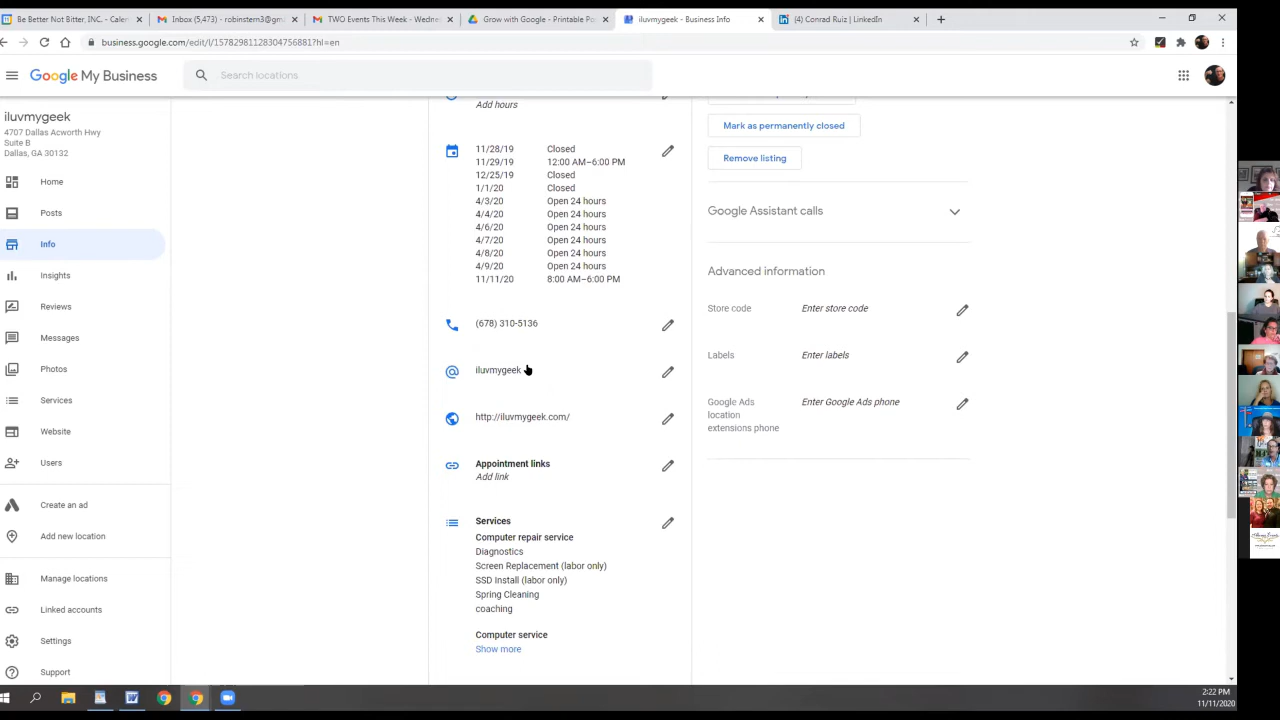 Be Better Not Bitter, INC. - Calen
Inbox (5,473) - robinstern3@gm
TWO Events This Week - Wednes
Grow with Google - Printable Po
iluvmygeek - Business Info
(4) Conrad Ruiz | LinkedIn
business.google.com/edit/l/15782981128304756881?hl=en
Google My Business
Search locations
iluvmygeek
4707 Dallas Acworth Hwy
Suite B
Dallas, GA 30132
Home
Posts
Info
Insights
Reviews
Messages
Photos
Services
Website
Users
Create an ad
Add new location
Manage locations
Linked accounts
Settings
Support
Add hours
11/28/19 Closed
11/29/19 12:00 AM–6:00 PM
12/25/19 Closed
1/1/20 Closed
4/3/20 Open 24 hours
4/4/20 Open 24 hours
4/6/20 Open 24 hours
4/7/20 Open 24 hours
4/8/20 Open 24 hours
4/9/20 Open 24 hours
11/11/20 8:00 AM–6:00 PM
(678) 310-5136
iluvmygeek
http://iluvmygeek.com/
Appointment links
Add link
Services
Computer repair service
Diagnostics
Screen Replacement (labor only)
SSD Install (labor only)
Spring Cleaning
coaching
Computer service
Show more
Mark as permanently closed
Remove listing
Google Assistant calls
Advanced information
Store code Enter store code
Labels Enter labels
Google Ads Enter Google Ads phone
location
extensions phone
2:22 PM
11/11/2020